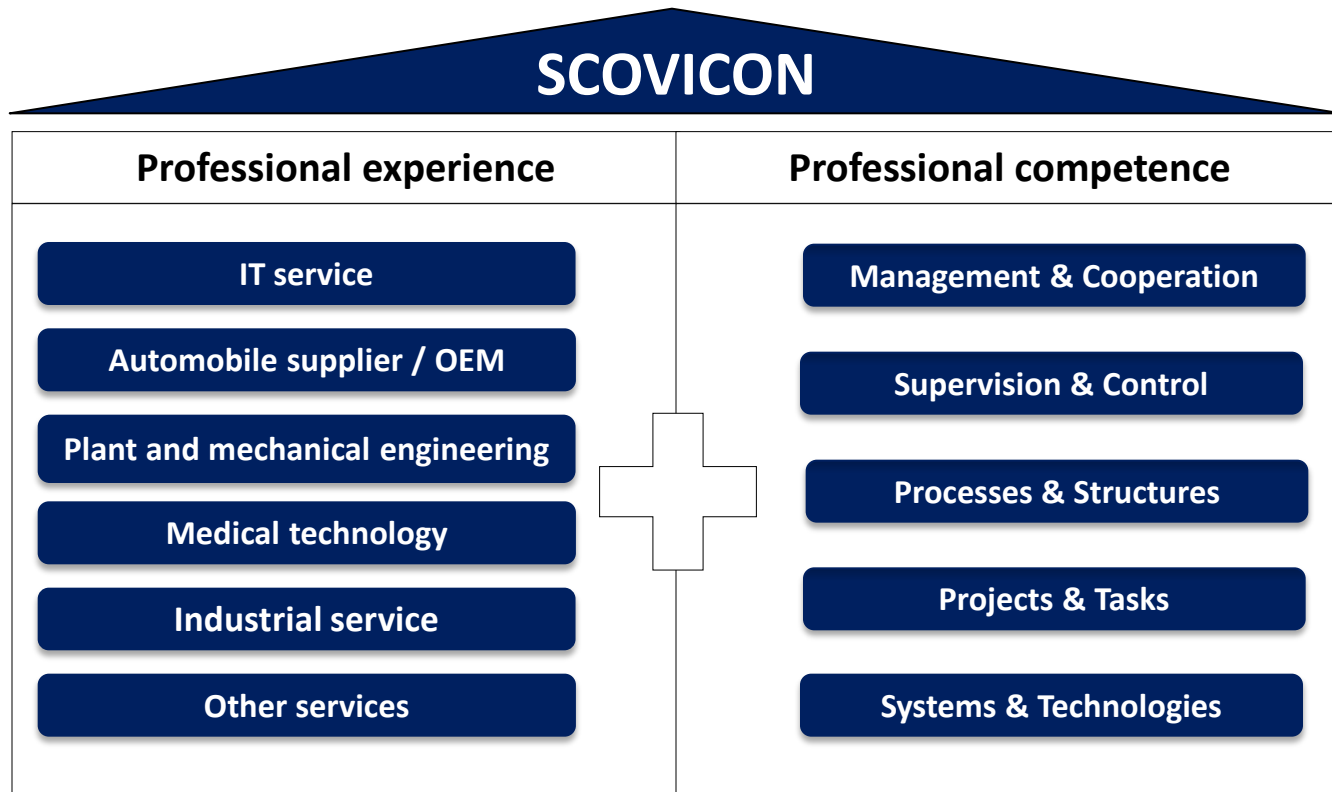 SCOVICON
Professional experience
Professional competence
IT service
Automobile supplier / OEM
Plant and mechanical engineering
Medical technology
Industrial service
Other services
Management & Cooperation
Supervision & Control
Processes & Structures
Projects & Tasks
Systems & Technologies